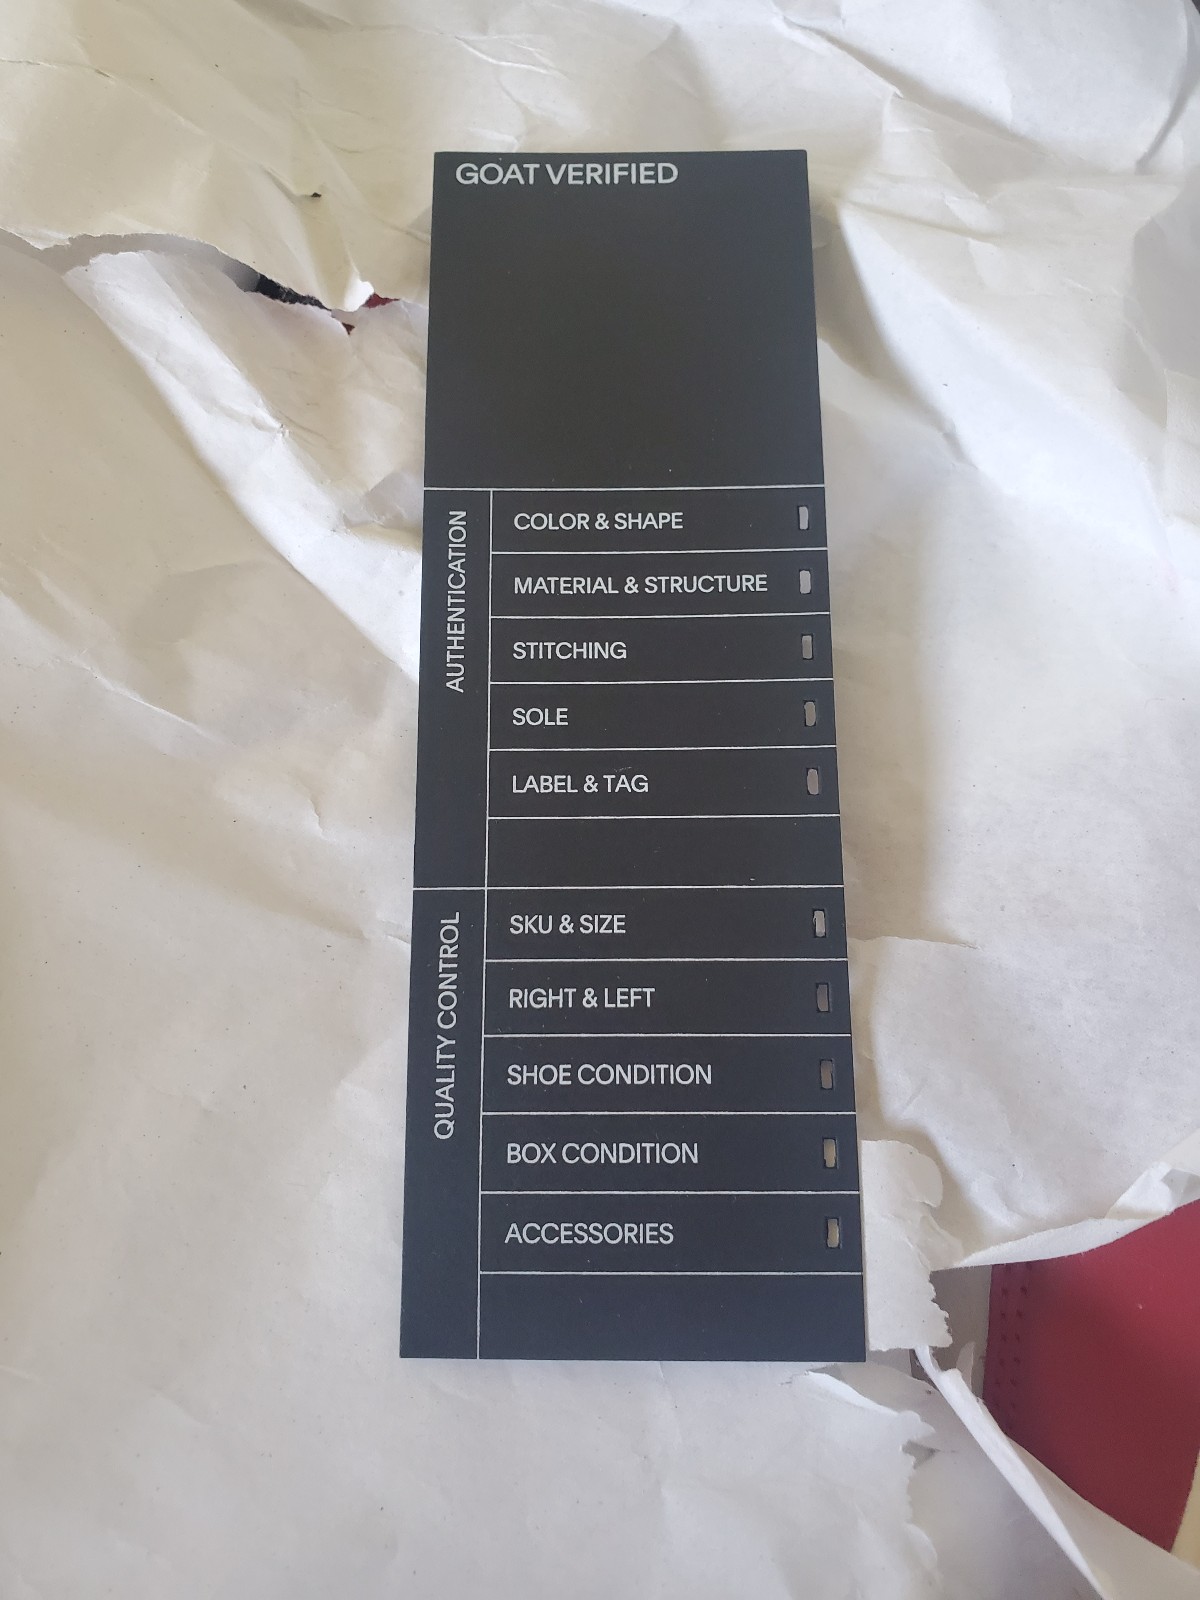 GOAT VERIFIED
AUTHENTICATION
COLOR & SHAPE
MATERIAL & STRUCTURE
STITCHING
SOLE
LABEL & TAG
QUALITY CONTROL
SKU & SIZE
RIGHT & LEFT
SHOE CONDITION
BOX CONDITION
ACCESSORIES